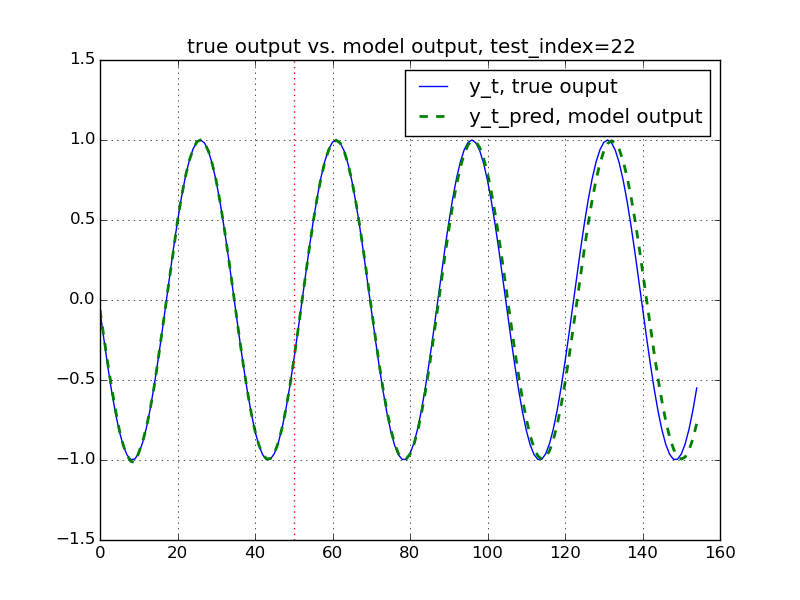 true output vs. model output, test_index=22
y_t, true ouput
y_t_pred, model output
1.5
1.0
0.5
0.0
−0.5
−1.0
−1.5
0 20 40 60 80 100 120 140 160